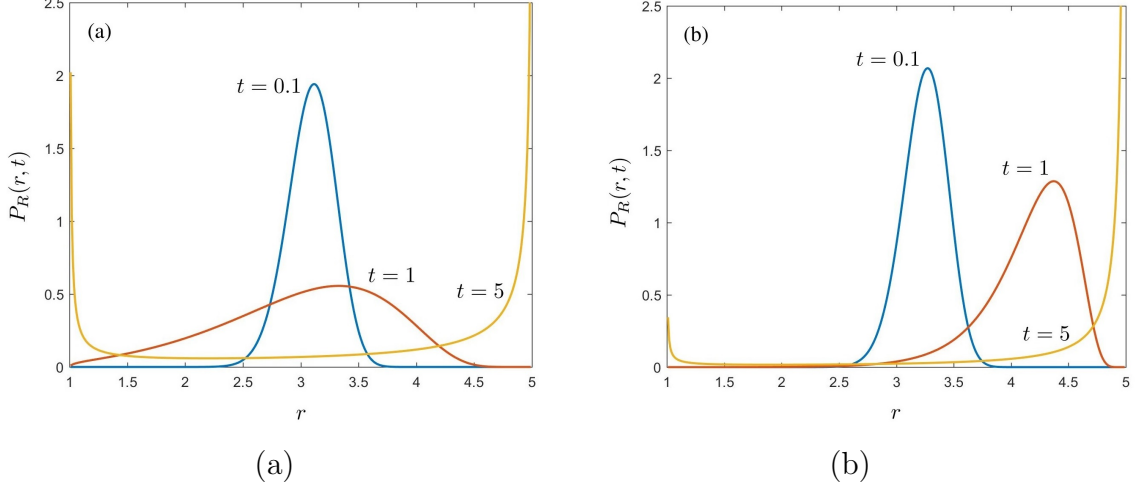 (a)
2.5
2
1.5
1
0.5
0
P_R(r, t)
t = 0.1
t = 1
t = 5
1 1.5 2 2.5 3 3.5 4 4.5 5
r
(a)
(b)
2.5
2
1.5
1
0.5
0
P_R(r, t)
t = 0.1
t = 1
t = 5
1 1.5 2 2.5 3 3.5 4 4.5 5
r
(b)